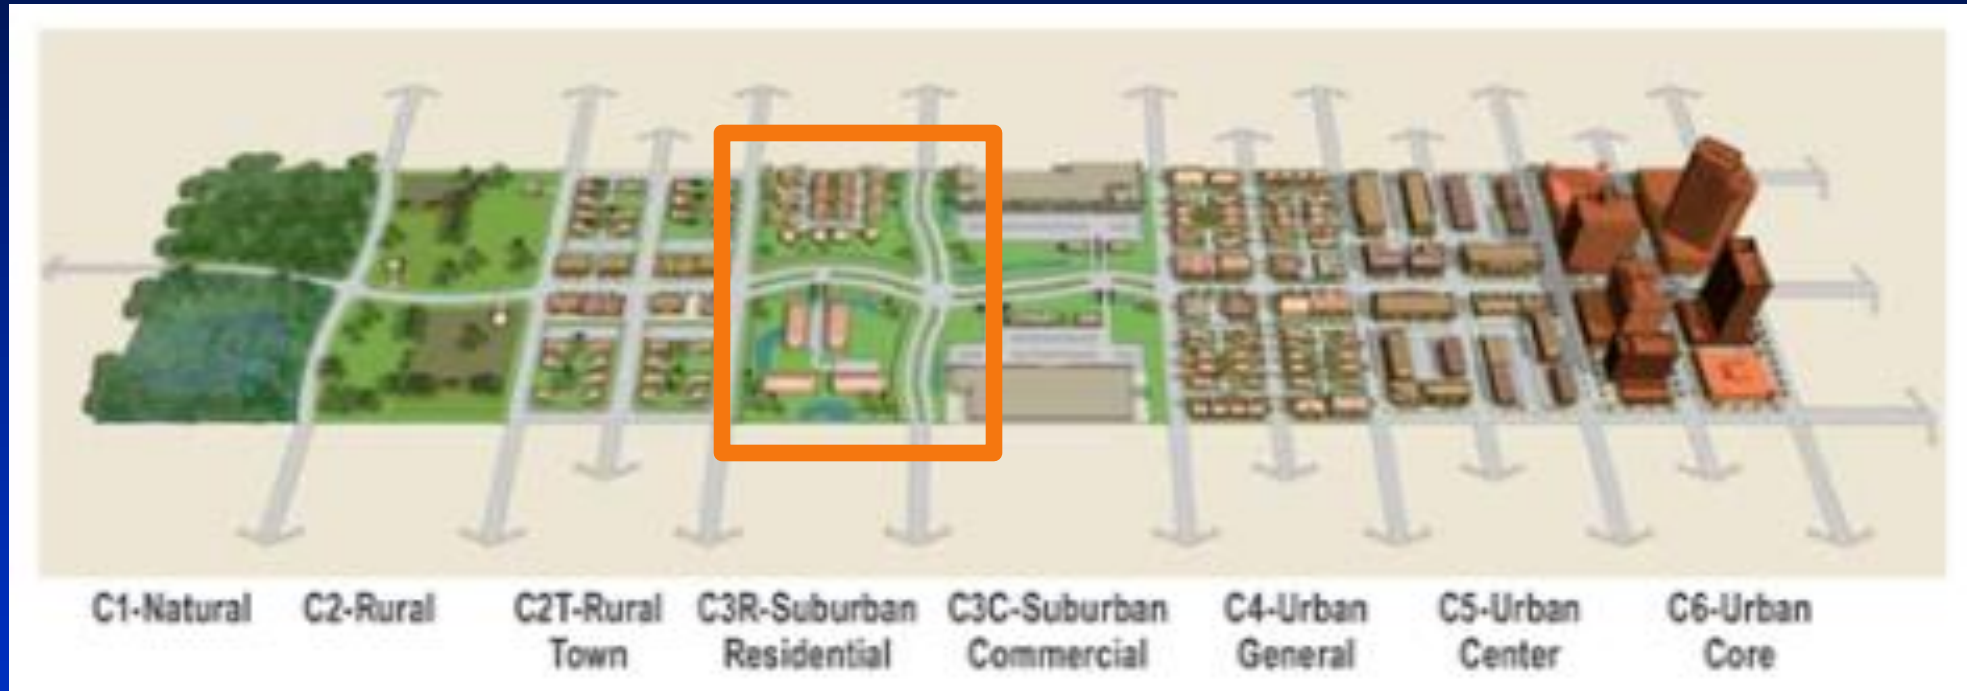 C1-Natural
C2-Rural
C2T-Rural
Town
C3R-Suburban
Residential
C3C-Suburban
Commercial
C4-Urban
General
C5-Urban
Center
C6-Urban
Core